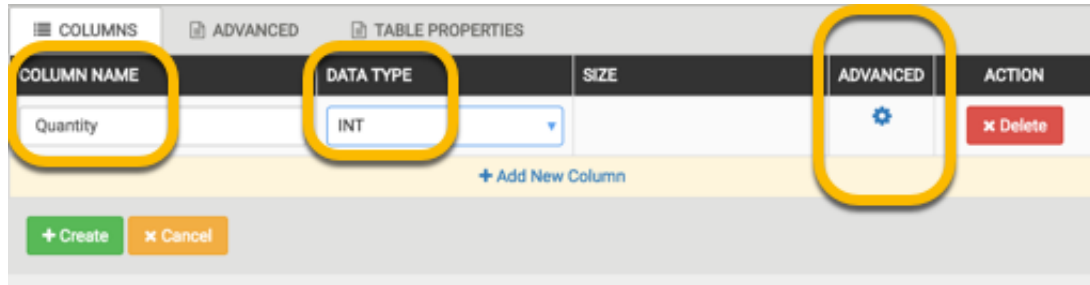 COLUMNS ADVANCED TABLE PROPERTIES
COLUMN NAME DATA TYPE SIZE ADVANCED ACTION
Quantity INT Delete
+ Add New Column
+ Create × Cancel